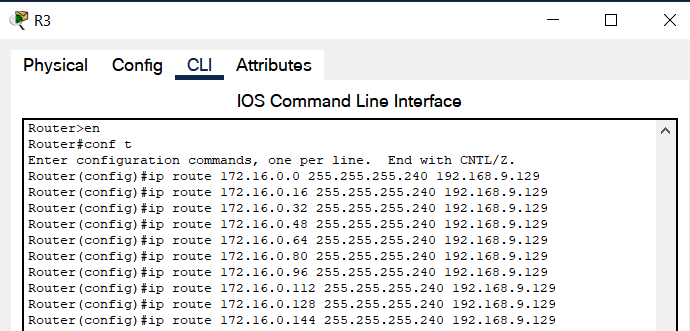 R3
Physical Config CLI Attributes
IOS Command Line Interface
Router>en
Router#conf t
Enter configuration commands, one per line.  End with CNTL/Z.
Router(config)#ip route 172.16.0.0 255.255.255.240 192.168.9.129
Router(config)#ip route 172.16.0.16 255.255.255.240 192.168.9.129
Router(config)#ip route 172.16.0.32 255.255.255.240 192.168.9.129
Router(config)#ip route 172.16.0.48 255.255.255.240 192.168.9.129
Router(config)#ip route 172.16.0.64 255.255.255.240 192.168.9.129
Router(config)#ip route 172.16.0.80 255.255.255.240 192.168.9.129
Router(config)#ip route 172.16.0.96 255.255.255.240 192.168.9.129
Router(config)#ip route 172.16.0.112 255.255.255.240 192.168.9.129
Router(config)#ip route 172.16.0.128 255.255.255.240 192.168.9.129
Router(config)#ip route 172.16.0.144 255.255.255.240 192.168.9.129